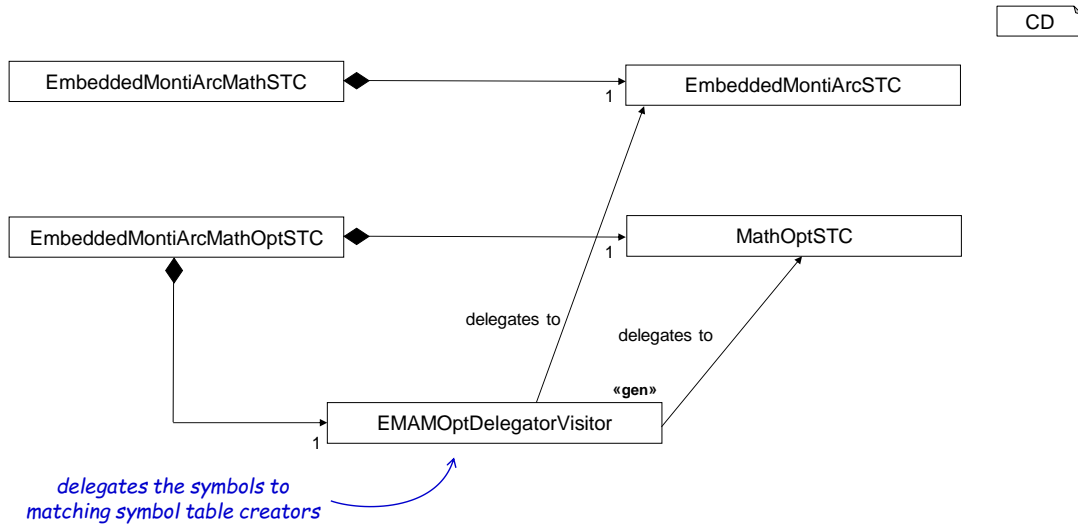 CD
EmbeddedMontiArcMathSTC
EmbeddedMontiArcSTC
1
EmbeddedMontiArcMathOptSTC
MathOptSTC
1
delegates to
delegates to
«gen»
EMAMOptDelegatorVisitor
1
delegates the symbols to
matching symbol table creators